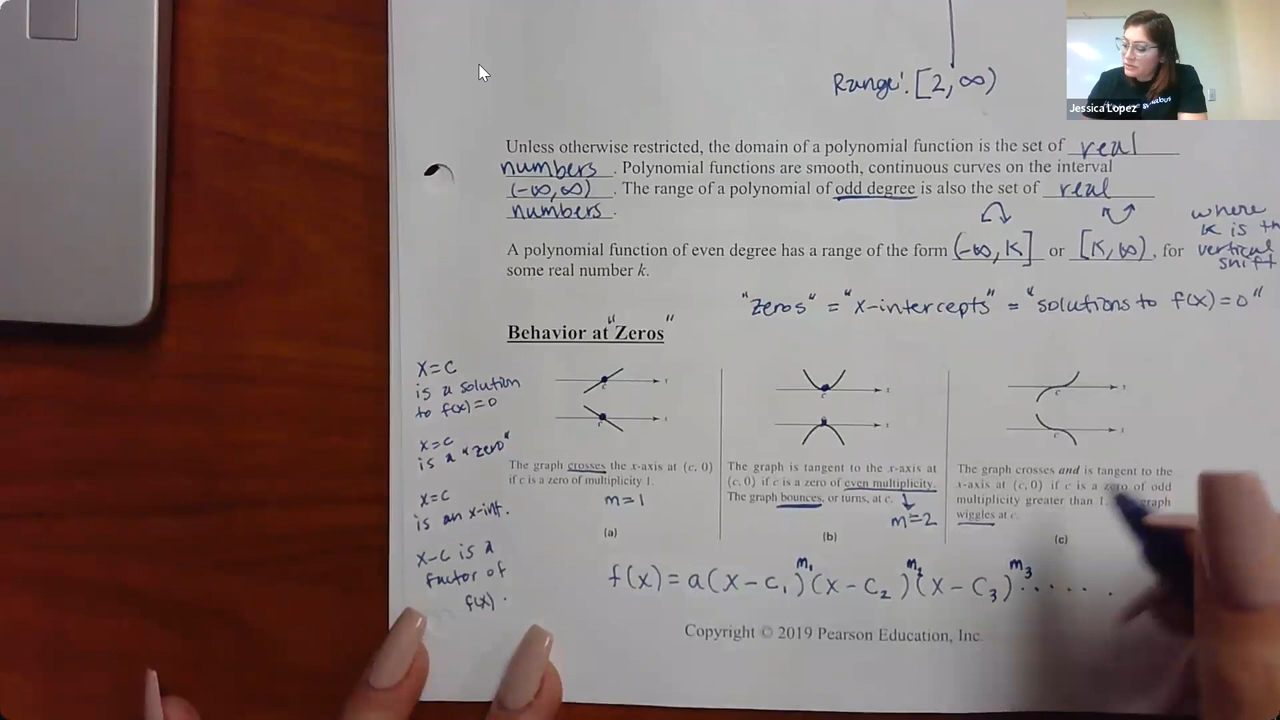 Range: [2, ∞)
Jessica Lopez
Unless otherwise restricted, the domain of a polynomial function is the set of real
numbers. Polynomial functions are smooth, continuous curves on the interval
(-∞, ∞). The range of a polynomial of odd degree is also the set of real
numbers.
A polynomial function of even degree has a range of the form (-∞, K] or [K, ∞), for
some real number k.
where
K is th
vertical
shift
"Zeros" = "x-intercepts" = "solutions to f(x)=0"
Behavior at "Zeros"
x=c
is a solution
to f(x)=0
x=c
is a "zero"
x=c
is an x-int.
x-c is a
factor of
f(x).
The graph crosses the x-axis at (c, 0)
if c is a zero of multiplicity 1.
m=1
(a)
The graph is tangent to the x-axis at
(c, 0) if c is a zero of even multiplicity.
The graph bounces, or turns, at c.
m=2
(b)
The graph crosses and is tangent to the
x-axis at (c, 0) if c is a zero of odd
multiplicity greater than 1. graph
wiggles at c.
(c)
f(x) = a(x-c₁)^m₁ (x-c₂)^m₂ (x-c₃)^m₃ .....
Copyright © 2019 Pearson Education, Inc.